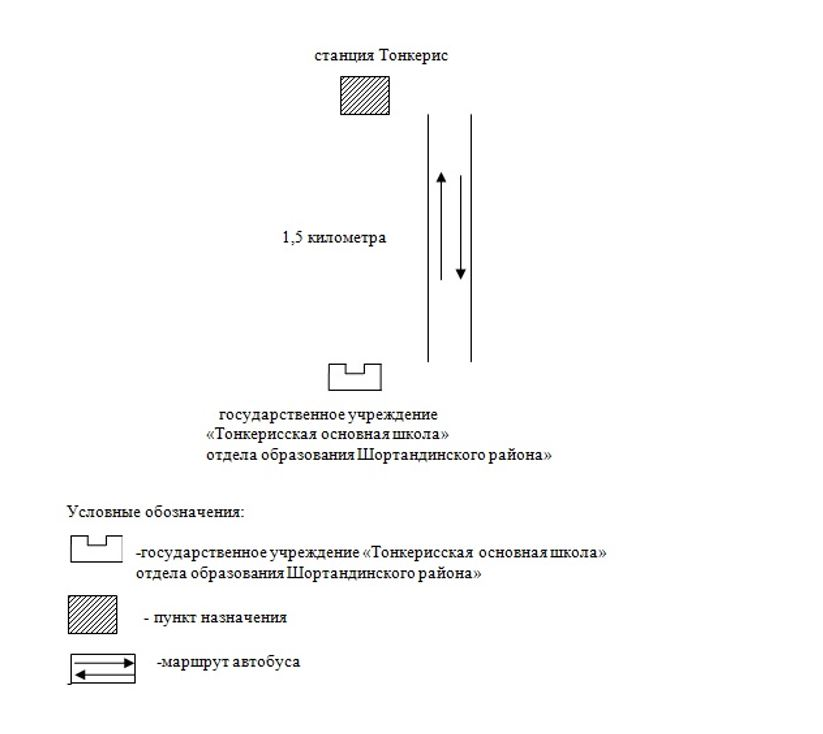 станция Тонкерис
1,5 километра
государственное учреждение
«Тонкерисская основная школа»
отдела образования Шортандинского района»
Условные обозначения:
-государственное учреждение «Тонкерисская основная школа»
отдела образования Шортандинского района»
- пункт назначения
-маршрут автобуса